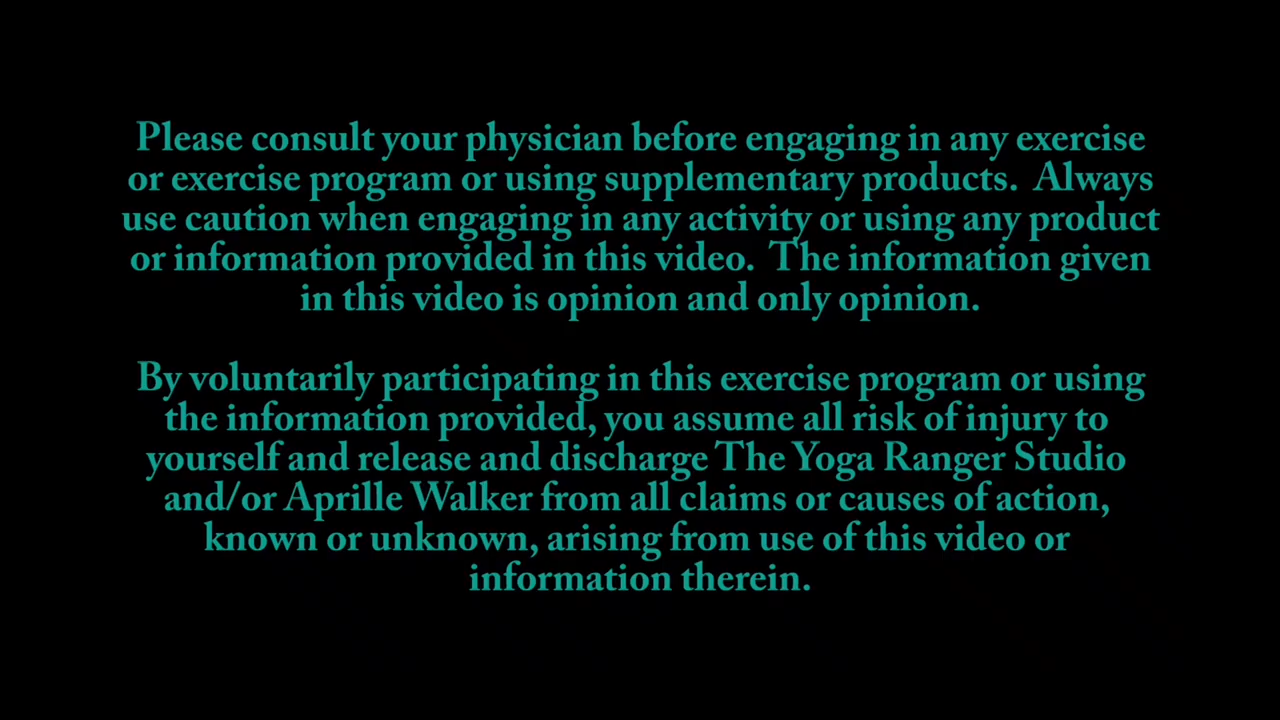 Please consult your physician before engaging in any exercise
or exercise program or using supplementary products.  Always
use caution when engaging in any activity or using any product
or information provided in this video.  The information given
in this video is opinion and only opinion.
By voluntarily participating in this exercise program or using
the information provided, you assume all risk of injury to
yourself and release and discharge The Yoga Ranger Studio
and/or Aprille Walker from all claims or causes of action,
known or unknown, arising from use of this video or
information therein.